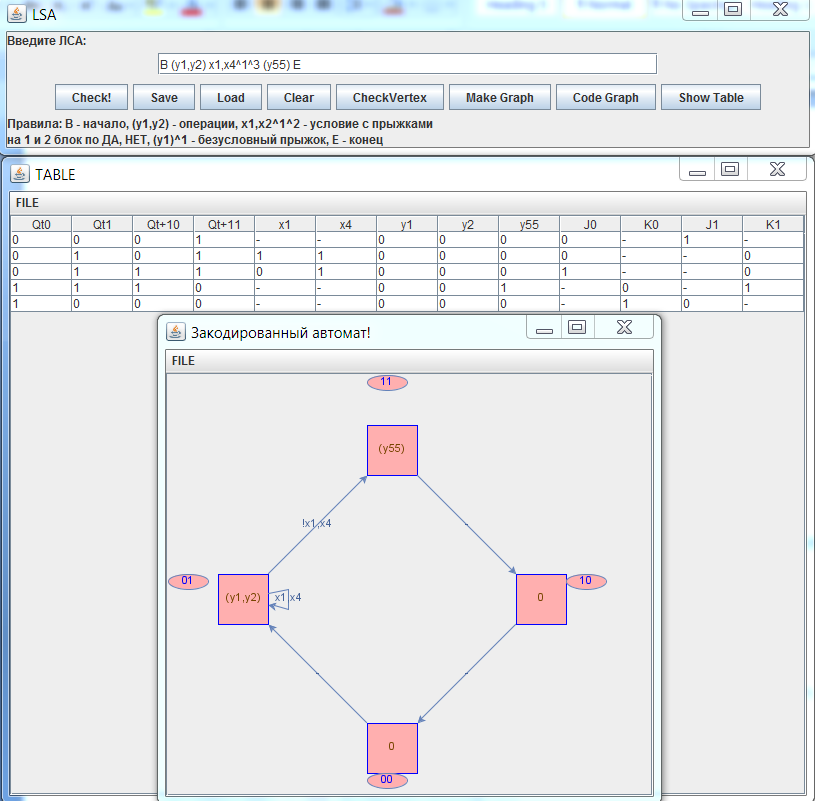 LSA
Введите ЛСА:
B (y1,y2) x1,x4^1^3 (y55) E
Check! Save Load Clear CheckVertex Make Graph Code Graph Show Table
Правила: B - начало, (y1,y2) - операции, x1,x2^1^2 - условие с прыжками
на 1 и 2 блок по ДА, НЕТ, (y1)^1 - безусловный прыжок, E - конец
TABLE
FILE
Qt0 Qt1 Qt+10 Qt+11 x1 x4 y1 y2 y55 J0 K0 J1 K1
0 0 0 1 - - 0 0 0 0 - 1 -
0 1 0 1 1 1 0 0 0 0 - - 0
0 1 1 1 0 1 0 0 0 1 - - 0
1 1 1 0 - - 0 0 1 - 0 - 1
1 0 0 0 - - 0 0 0 - 1 0 -
Закодированный автомат!
FILE
11
(y55)
!x1,x4
-
01
(y1,y2)
x1 x4
0
10
-
-
0
00